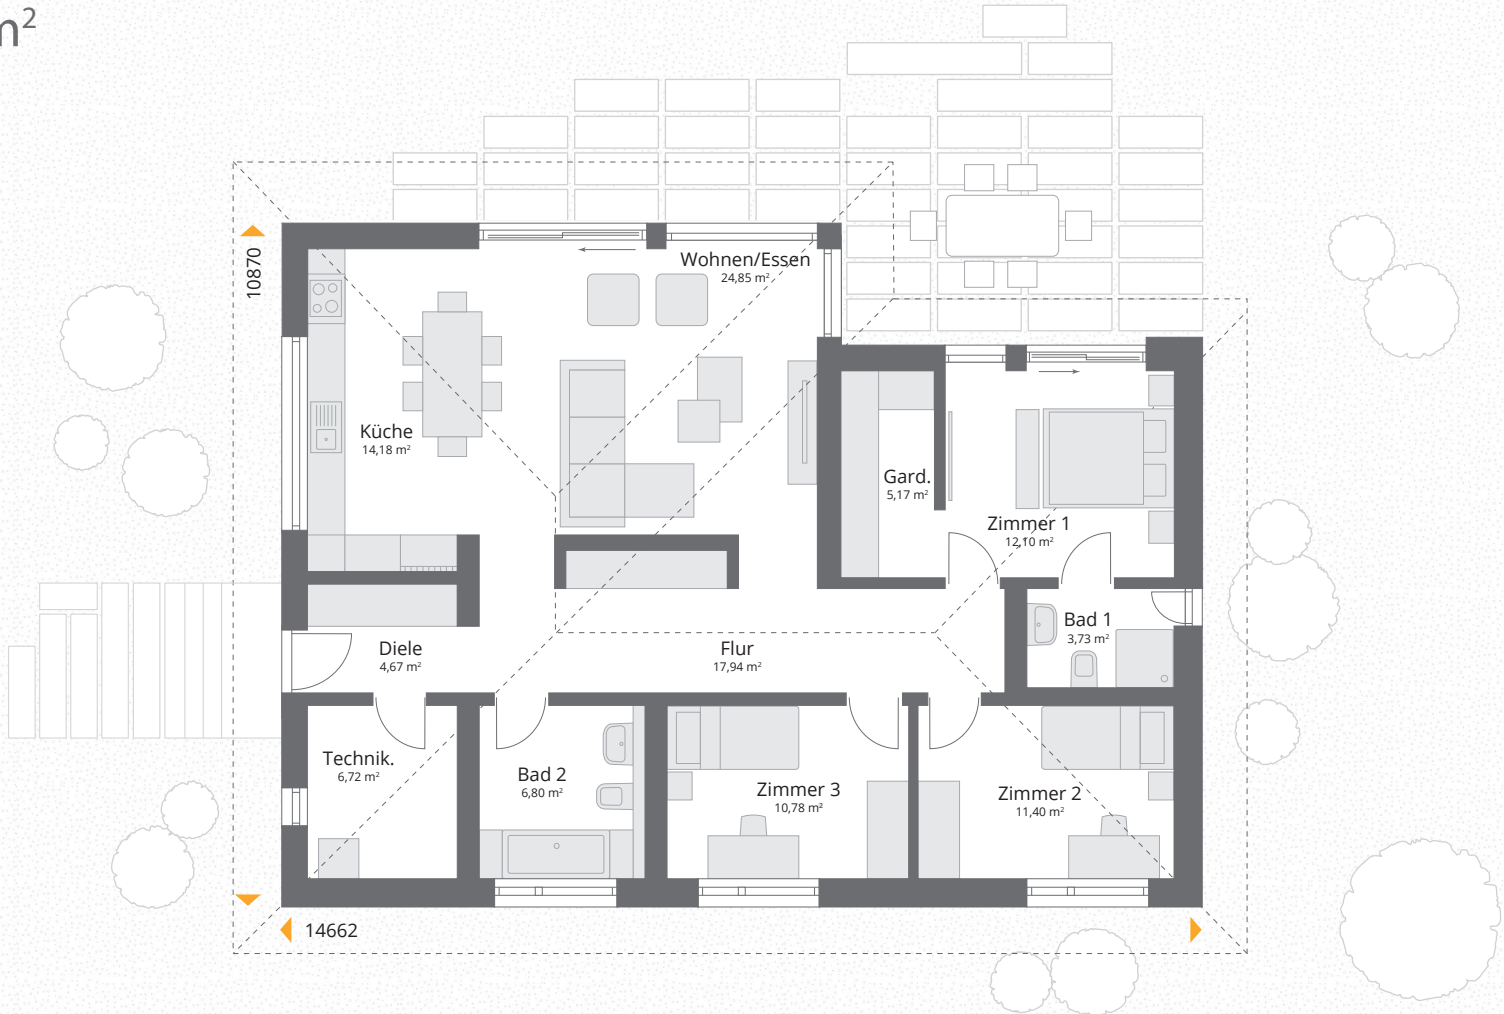 m²
10870
Wohnen/Essen
24,85 m²
Küche
14,18 m²
Gard.
5,17 m²
Zimmer 1
12,10 m²
Bad 1
3,73 m²
Diele
4,67 m²
Flur
17,94 m²
Technik.
6,72 m²
Bad 2
6,80 m²
Zimmer 3
10,78 m²
Zimmer 2
11,40 m²
14662